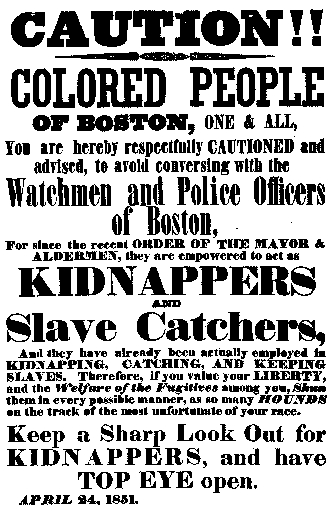 CAUTION!!
COLORED PEOPLE
OF BOSTON, ONE & ALL,
You are hereby respectfully CAUTIONED and
advised, to avoid conversing with the
Watchmen and Police Officers
of Boston,
For since the recent ORDER OF THE MAYOR &
ALDERMEN, they are empowered to act as
KIDNAPPERS
AND
Slave Catchers,
And they have already been actually employed in
KIDNAPPING, CATCHING, AND KEEPING
SLAVES. Therefore, if you value your LIBERTY,
and the Welfare of the Fugitives among you, Shun
them in every possible manner, as so many HOUNDS
on the track of the most unfortunate of your race.
Keep a Sharp Look Out for
KIDNAPPERS, and have
TOP EYE open.
APRIL 24, 1851.